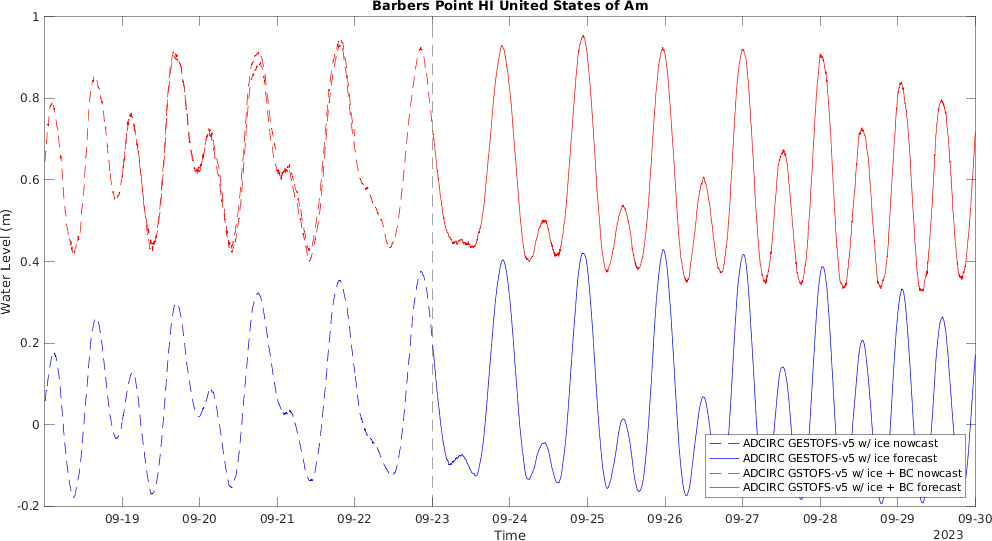 Barbers Point HI United States of Am
Water Level (m)
1
0.8
0.6
0.4
0.2
0
-0.2
ADCIRC GESTOFS-v5 w/ ice nowcast
ADCIRC GESTOFS-v5 w/ ice forecast
ADCIRC GSTOFS-v5 w/ ice + BC nowcast
ADCIRC GSTOFS-v5 w/ ice + BC forecast
09-19 09-20 09-21 09-22 09-23 09-24 09-25 09-26 09-27 09-28 09-29 09-30
Time
2023